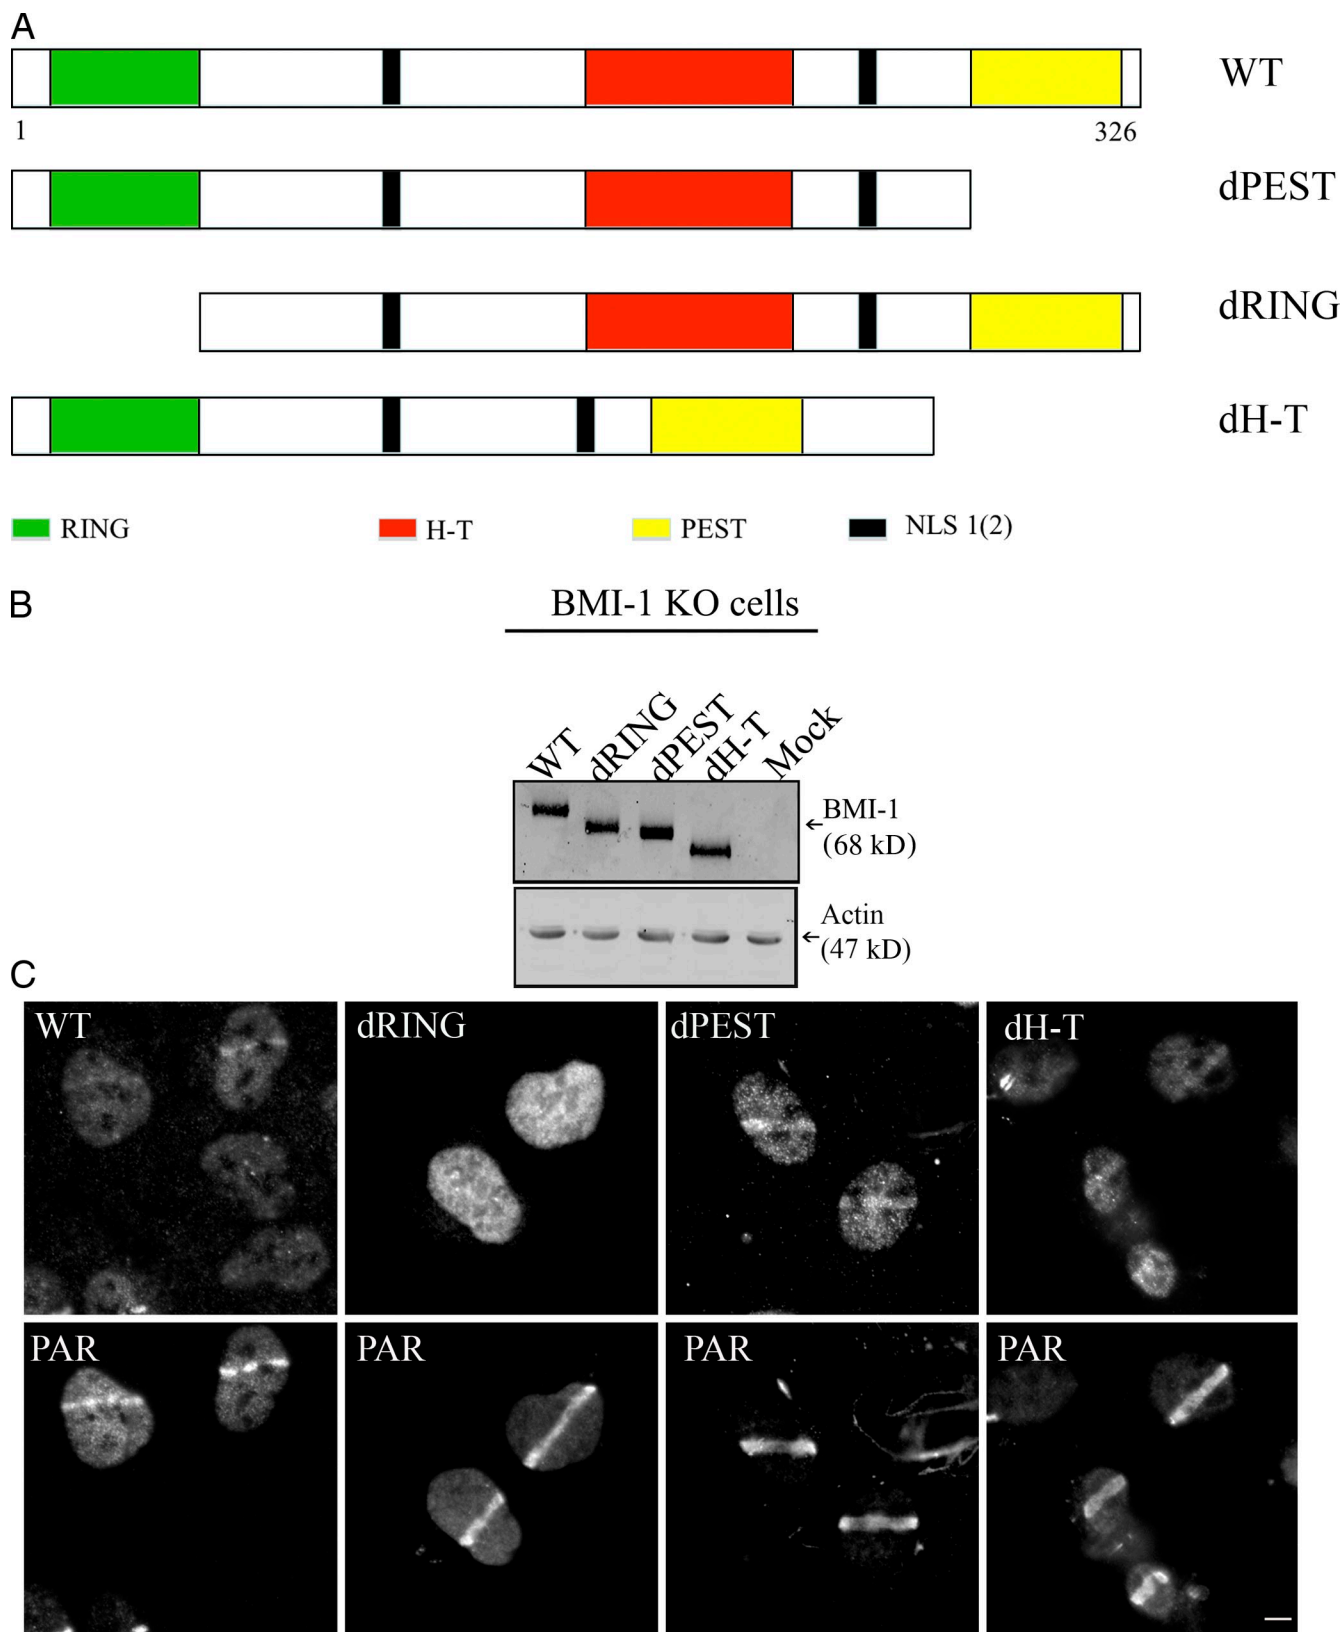 A
WT
1
326
dPEST
dRING
dH-T
RING
H-T
PEST
NLS 1(2)
B
BMI-1 KO cells
WT
dRING
dPEST
dH-T
Mock
←BMI-1
(68 kD)
←Actin
(47 kD)
C
WT
dRING
dPEST
dH-T
PAR
PAR
PAR
PAR